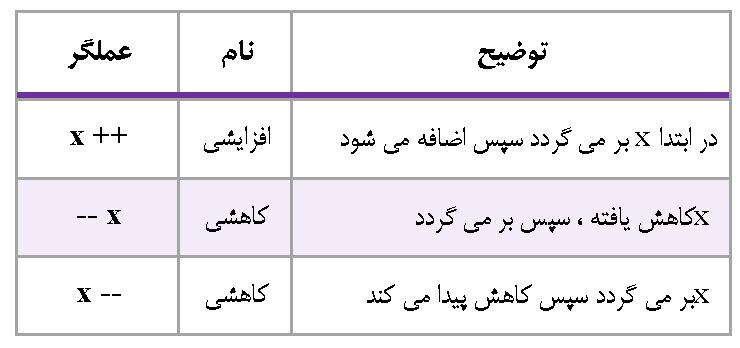 توضیح نام عملگر
در ابتدا x بر می گردد سپس اضافه می شود افزایشی x ++
xکاهش یافته ، سپس بر می گردد کاهشی -- x
xبر می گردد سپس کاهش پیدا می کند کاهشی x --